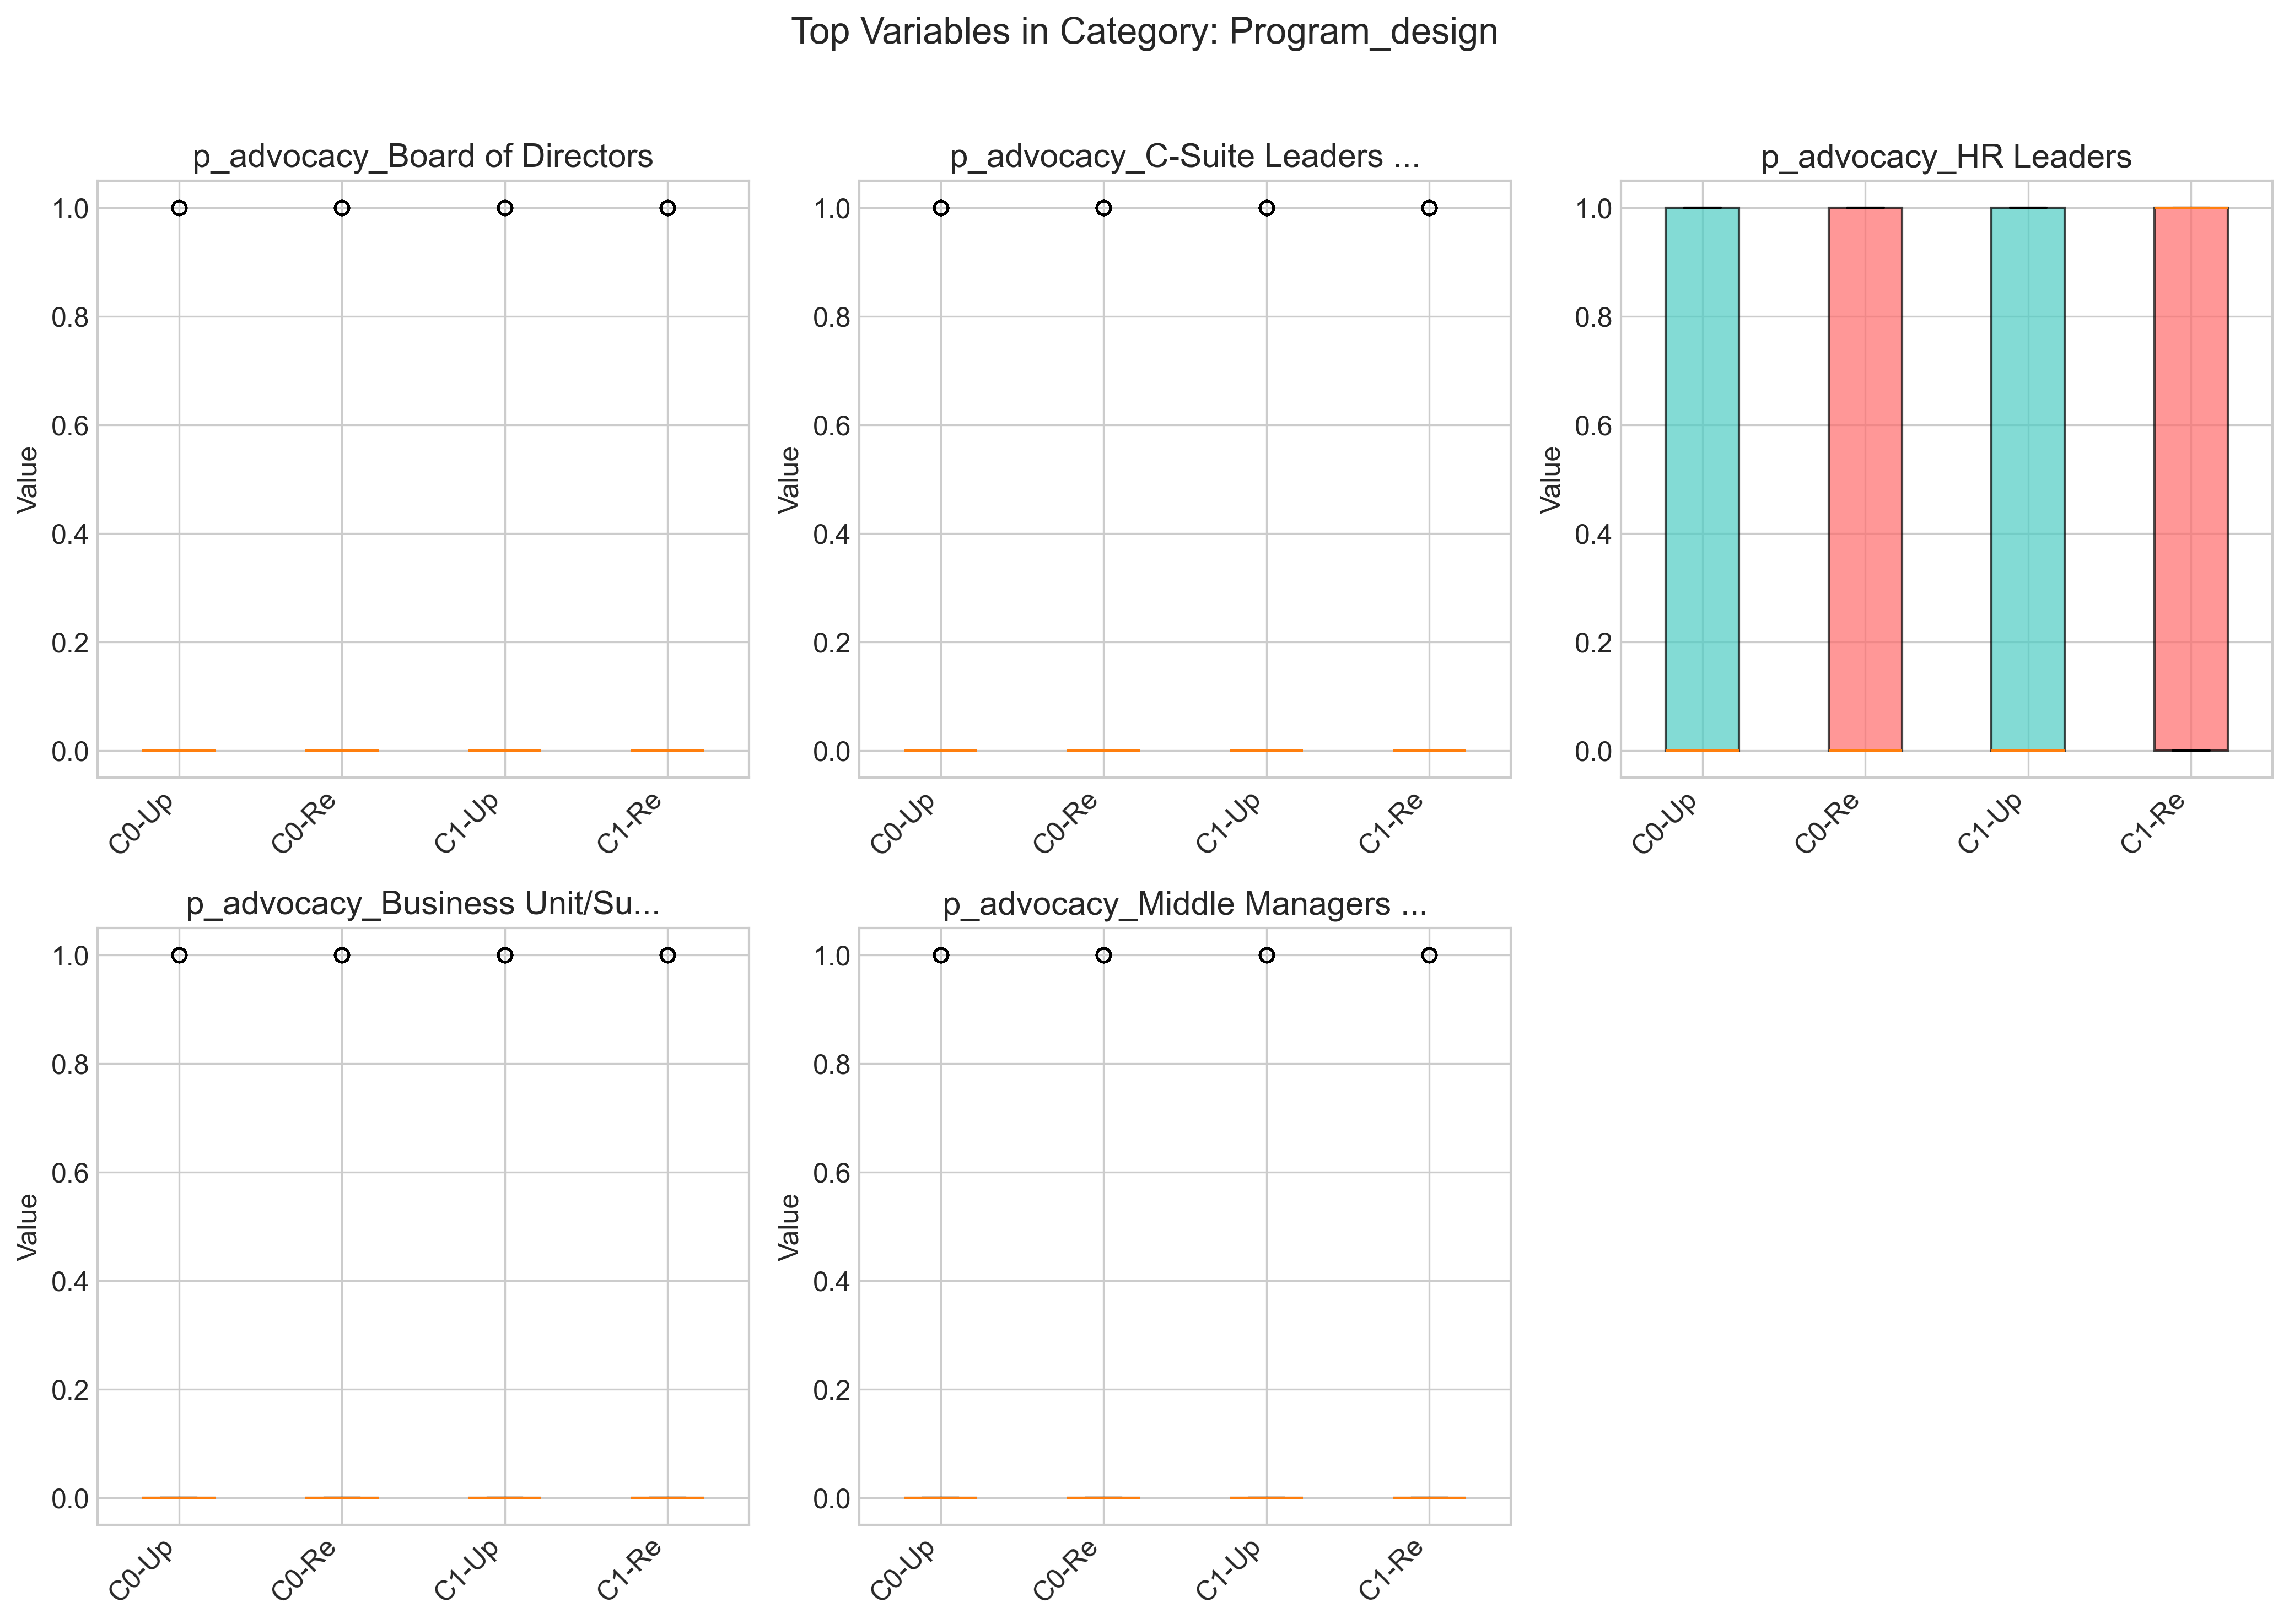 Top Variables in Category: Program_design
p_advocacy_Board of Directors
1.0
0.8
0.6
0.4
0.2
0.0
Value
C0-Up
C0-Re
C1-Up
C1-Re
p_advocacy_C-Suite Leaders ...
1.0
0.8
0.6
0.4
0.2
0.0
Value
C0-Up
C0-Re
C1-Up
C1-Re
p_advocacy_HR Leaders
1.0
0.8
0.6
0.4
0.2
0.0
Value
C0-Up
C0-Re
C1-Up
C1-Re
p_advocacy_Business Unit/Su...
1.0
0.8
0.6
0.4
0.2
0.0
Value
C0-Up
C0-Re
C1-Up
C1-Re
p_advocacy_Middle Managers ...
1.0
0.8
0.6
0.4
0.2
0.0
Value
C0-Up
C0-Re
C1-Up
C1-Re